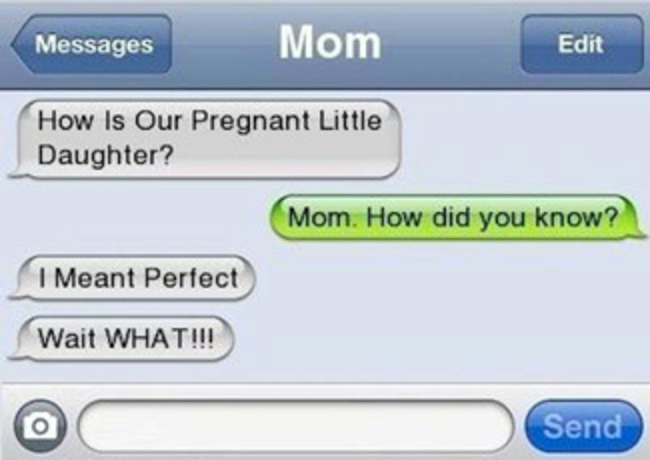 Messages
Mom
Edit
How Is Our Pregnant Little
Daughter?
Mom. How did you know?
I Meant Perfect
Wait WHAT!!!
Send